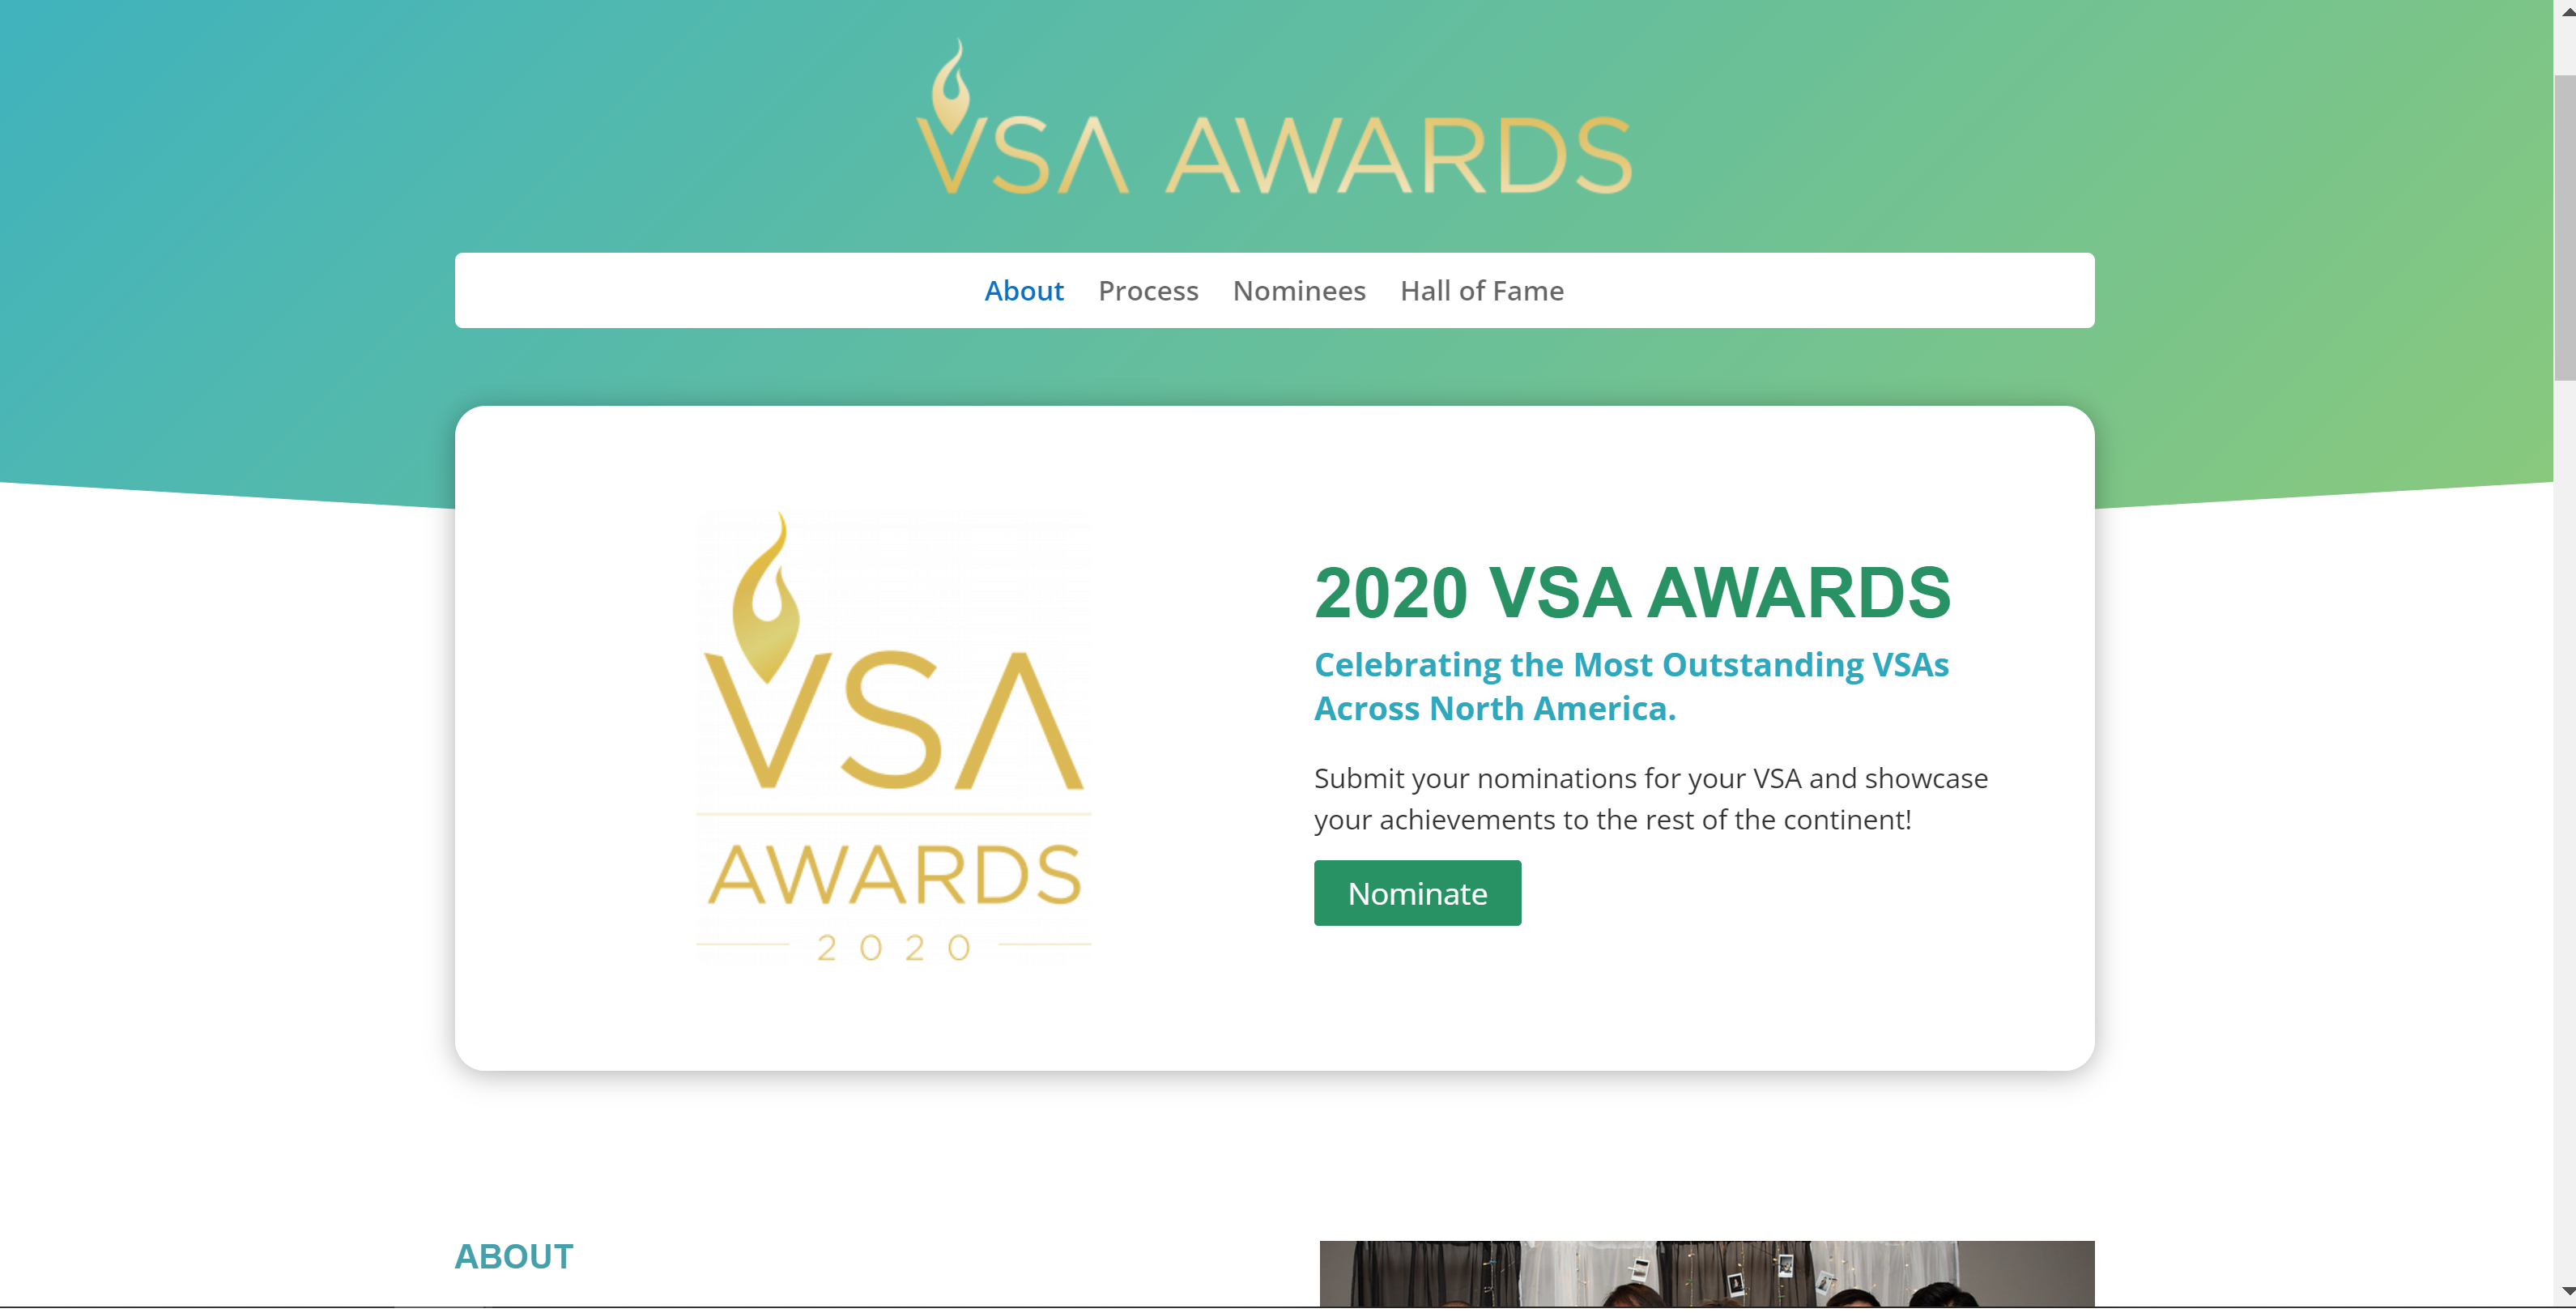 VSA AWARDS
About Process Nominees Hall of Fame
VSA
AWARDS
2020
2020 VSA AWARDS
Celebrating the Most Outstanding VSAs
Across North America.
Submit your nominations for your VSA and showcase
your achievements to the rest of the continent!
Nominate
ABOUT